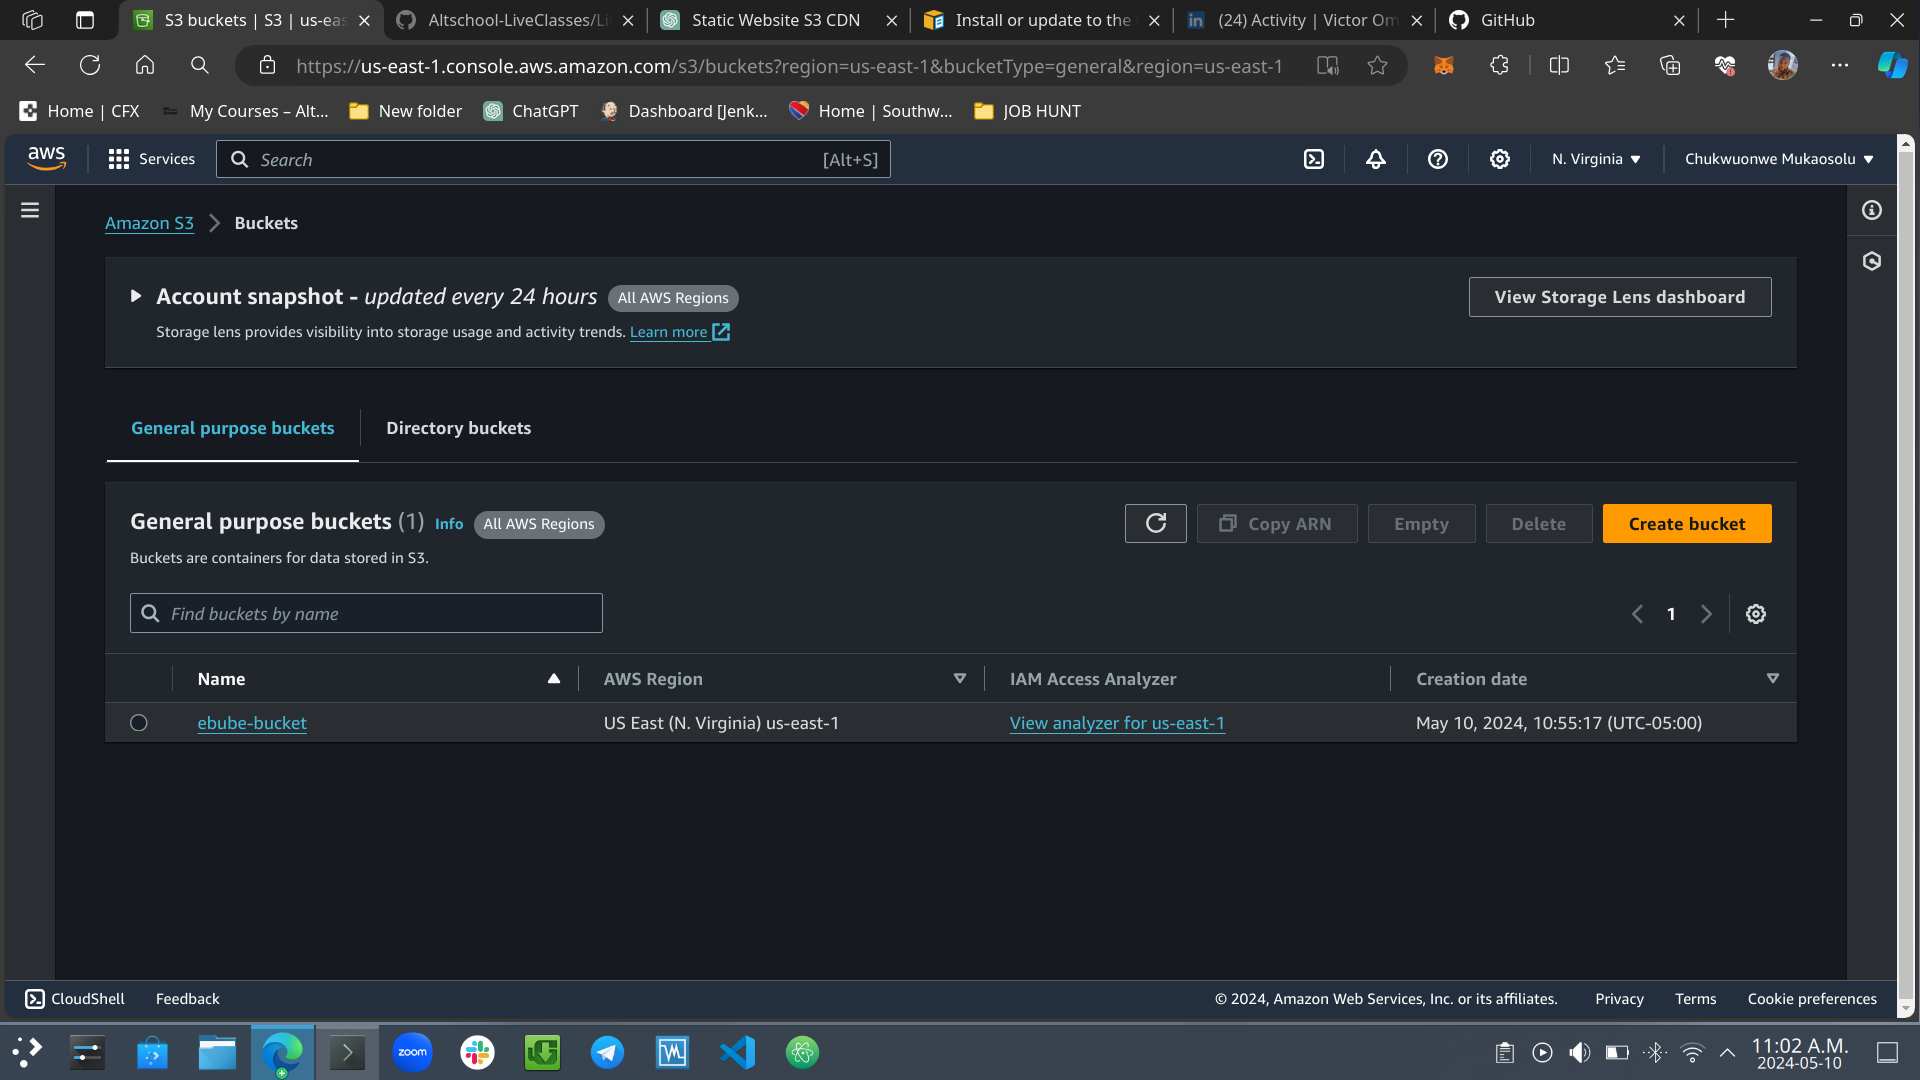 S3 buckets | S3 | us-eas
Altschool-LiveClasses/Li
Static Website S3 CDN
Install or update to the
(24) Activity | Victor Om
GitHub
https://us-east-1.console.aws.amazon.com/s3/buckets?region=us-east-1&bucketType=general&region=us-east-1
Home | CFX
My Courses – Alt...
New folder
ChatGPT
Dashboard [Jenk...
Home | Southw...
JOB HUNT
aws
Services
Search
[Alt+S]
N. Virginia
Chukwuonwe Mukaosolu
Amazon S3
Buckets
Account snapshot - updated every 24 hours
All AWS Regions
View Storage Lens dashboard
Storage lens provides visibility into storage usage and activity trends. Learn more
General purpose buckets
Directory buckets
General purpose buckets (1)
Info
All AWS Regions
Copy ARN
Empty
Delete
Create bucket
Buckets are containers for data stored in S3.
Find buckets by name
1
Name
AWS Region
IAM Access Analyzer
Creation date
ebube-bucket
US East (N. Virginia) us-east-1
View analyzer for us-east-1
May 10, 2024, 10:55:17 (UTC-05:00)
CloudShell
Feedback
© 2024, Amazon Web Services, Inc. or its affiliates.
Privacy
Terms
Cookie preferences
zoom
11:02 A.M.
2024-05-10